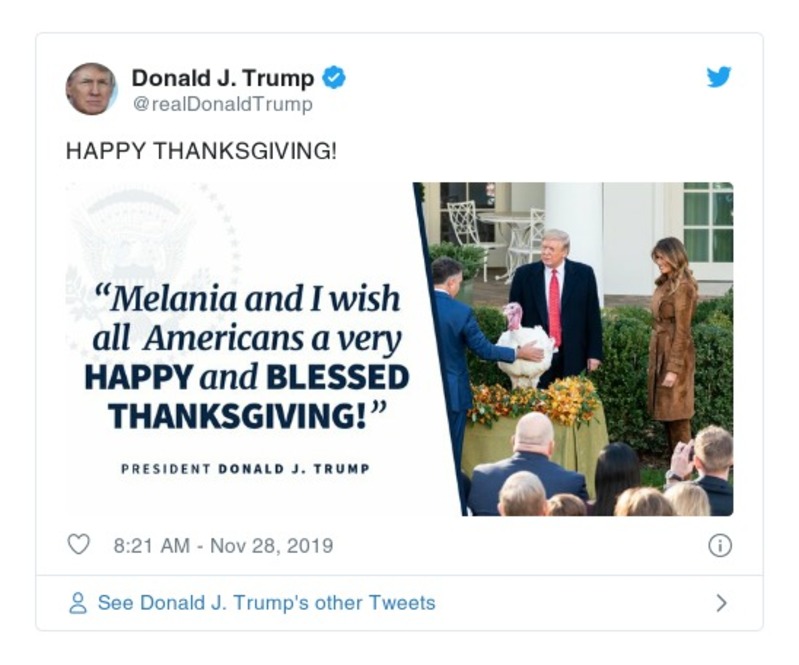 Donald J. Trump
@realDonaldTrump
HAPPY THANKSGIVING!
“Melania and I wish
all Americans a very
HAPPY and BLESSED
THANKSGIVING!”
PRESIDENT DONALD J. TRUMP
8:21 AM - Nov 28, 2019
See Donald J. Trump's other Tweets